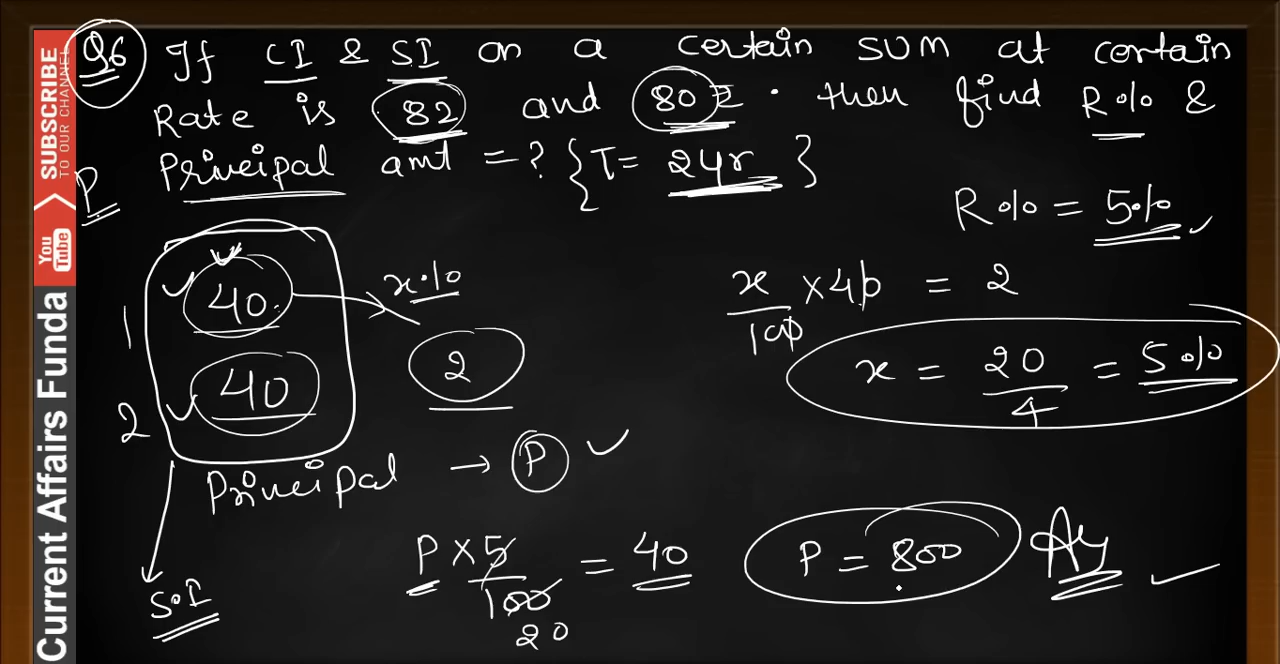 Q6 If CI & SI on a certain SUM at certain
Rate is 82 and 80₹. then find R% &
Principal amt = ? {T = 2yr}
P
R% = 5%
1 40 x%
2
2 40
x/100 × 40 = 2
x = 20/4 = 5%
Principal → P
P × 5/100 = 40
20
P = 800
S.I
SUBSCRIBE
TO OUR CHANNEL
You Tube
Current Affairs Funda